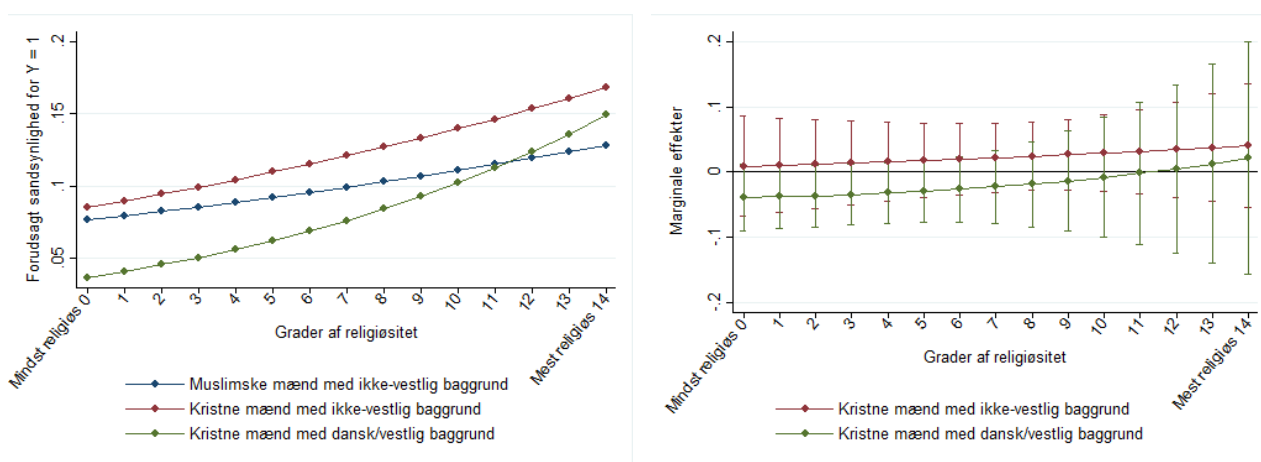 Forudsagt sandsynlighed for Y = 1
.2
.15
.1
.05
Mindst religiøs 0
1
2
3
4
5
6
7
8
9
10
11
12
13
Mest religiøs 14
Grader af religiøsitet
Muslimske mænd med ikke-vestlig baggrund
Kristne mænd med ikke-vestlig baggrund
Kristne mænd med dansk/vestlig baggrund
Marginale effekter
.2
.1
0
-.1
-.2
Mindst religiøs 0
1
2
3
4
5
6
7
8
9
10
11
12
13
Mest religiøs 14
Grader af religiøsitet
Kristne mænd med ikke-vestlig baggrund
Kristne mænd med dansk/vestlig baggrund